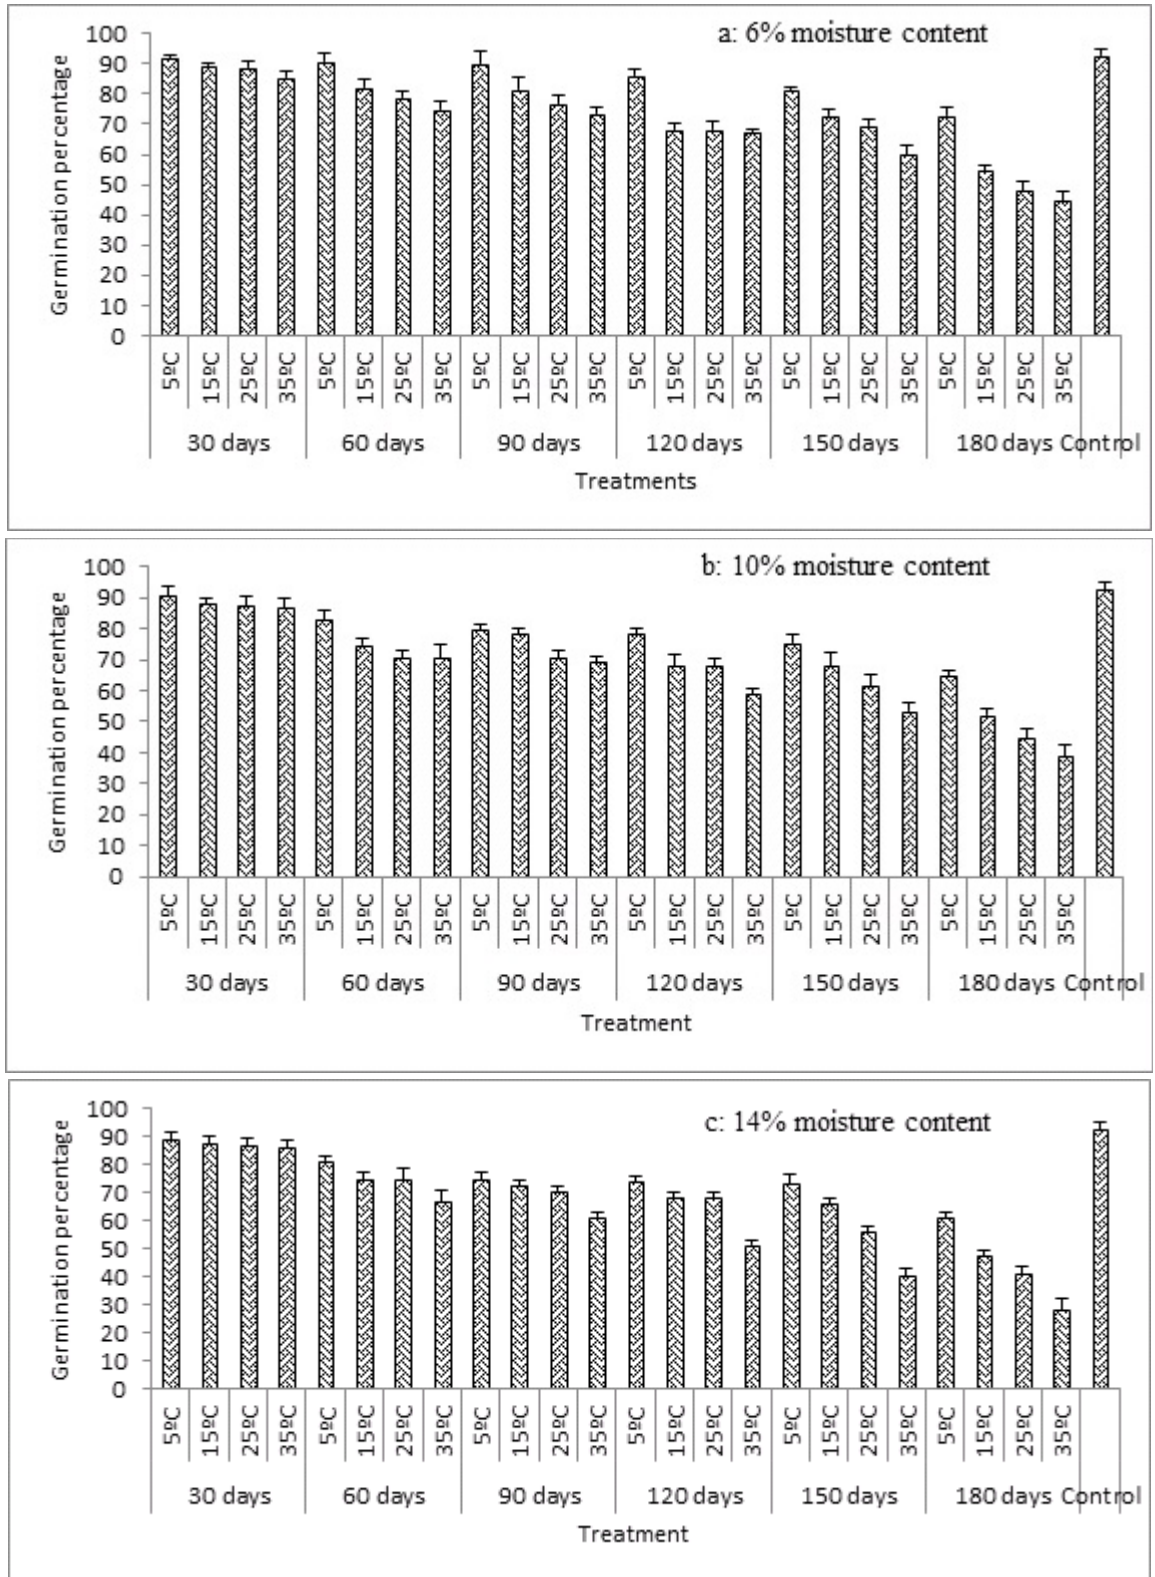 a: 6% moisture content
100
90
80
70
60
50
40
30
20
10
0
Germination percentage
5ºC 15ºC 25ºC 35ºC 5ºC 15ºC 25ºC 35ºC 5ºC 15ºC 25ºC 35ºC 5ºC 15ºC 25ºC 35ºC 5ºC 15ºC 25ºC 35ºC 5ºC 15ºC 25ºC 35ºC
30 days 60 days 90 days 120 days 150 days 180 days Control
Treatments
b: 10% moisture content
100
90
80
70
60
50
40
30
20
10
0
Germination percentage
5ºC 15ºC 25ºC 35ºC 5ºC 15ºC 25ºC 35ºC 5ºC 15ºC 25ºC 35ºC 5ºC 15ºC 25ºC 35ºC 5ºC 15ºC 25ºC 35ºC 5ºC 15ºC 25ºC 35ºC
30 days 60 days 90 days 120 days 150 days 180 days Control
Treatment
c: 14% moisture content
100
90
80
70
60
50
40
30
20
10
0
Germination percentage
5ºC 15ºC 25ºC 35ºC 5ºC 15ºC 25ºC 35ºC 5ºC 15ºC 25ºC 35ºC 5ºC 15ºC 25ºC 35ºC 5ºC 15ºC 25ºC 35ºC 5ºC 15ºC 25ºC 35ºC
30 days 60 days 90 days 120 days 150 days 180 days Control
Treatment